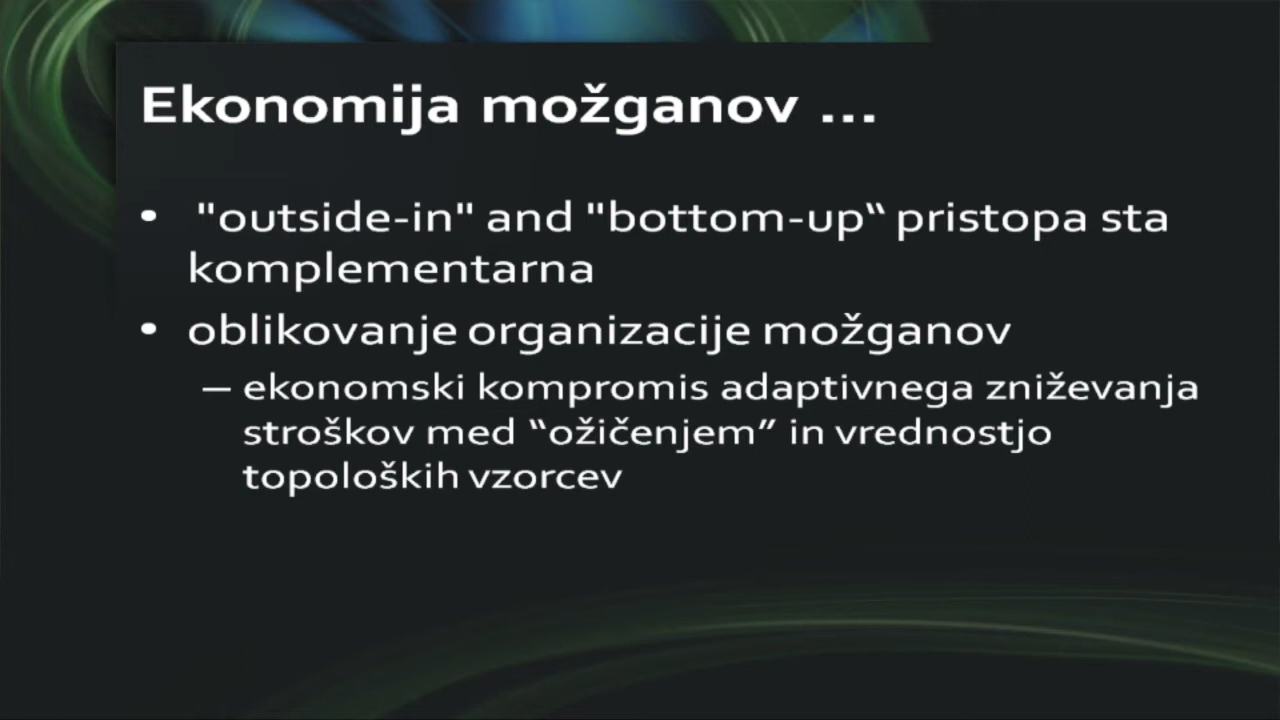 Ekonomija možganov ...
• "outside-in" and "bottom-up“ pristopa sta
komplementarna
• oblikovanje organizacije možganov
– ekonomski kompromis adaptivnega zniževanja
stroškov med “ožičenjem” in vrednostjo
topoloških vzorcev